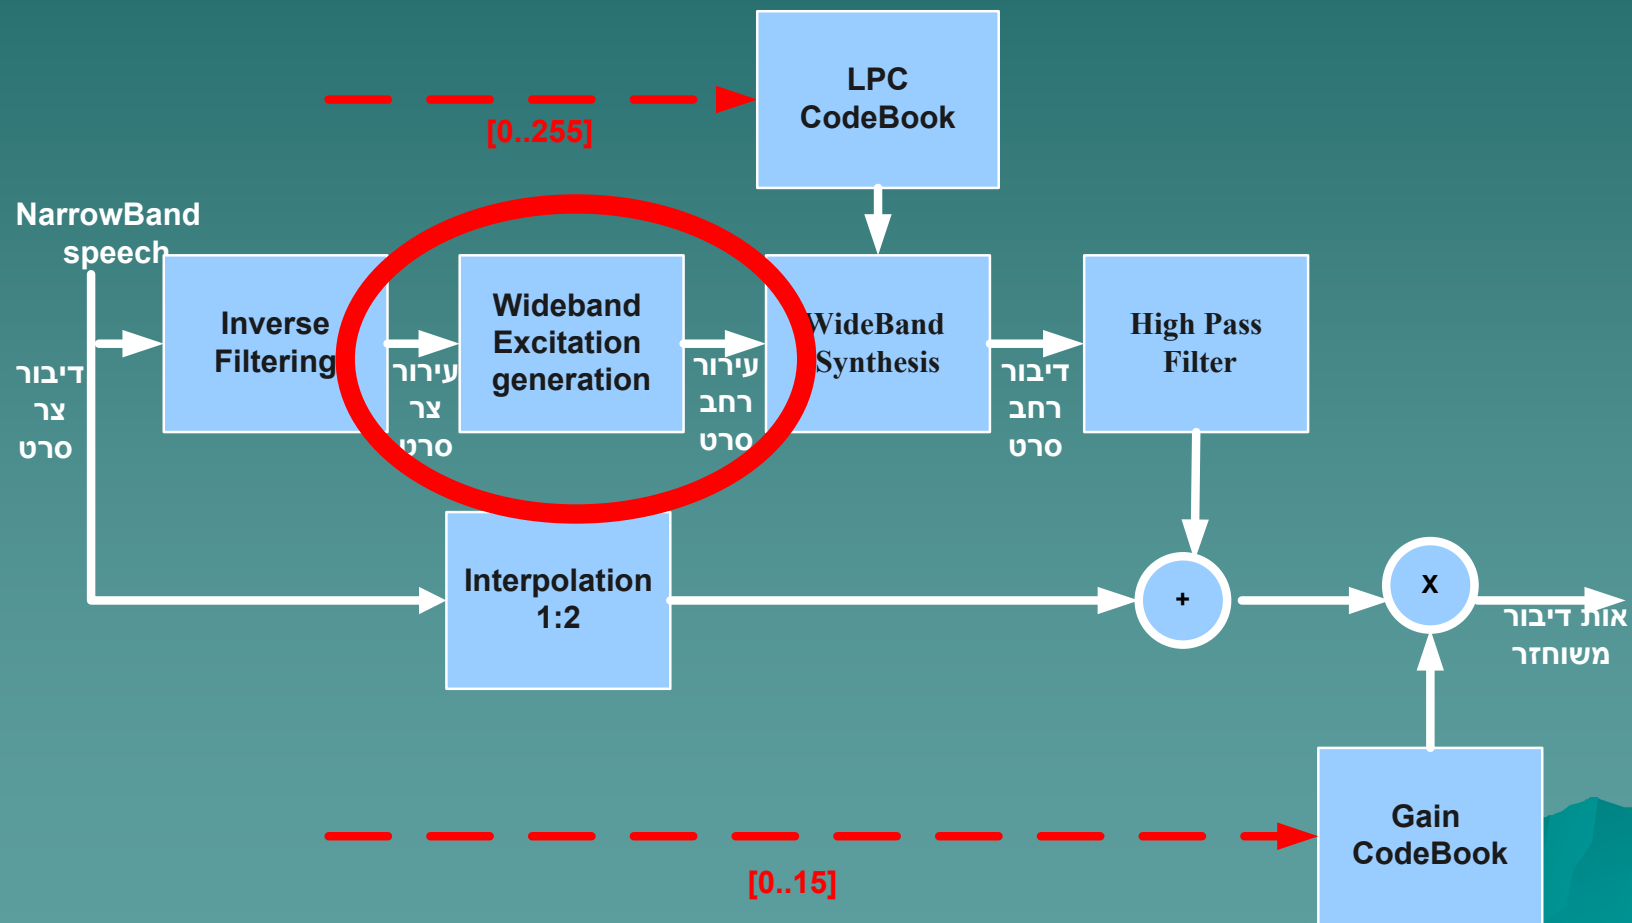 LPC
CodeBook
[0..255]
NarrowBand
speech
Inverse
Filtering
Wideband
Excitation
generation
WideBand
Synthesis
High Pass
Filter
דיבור
צר
סרט
עירור
צר
סרט
עירור
רחב
סרט
דיבור
רחב
סרט
Interpolation
1:2
+
X
אות דיבור
משוחזר
Gain
CodeBook
[0..15]